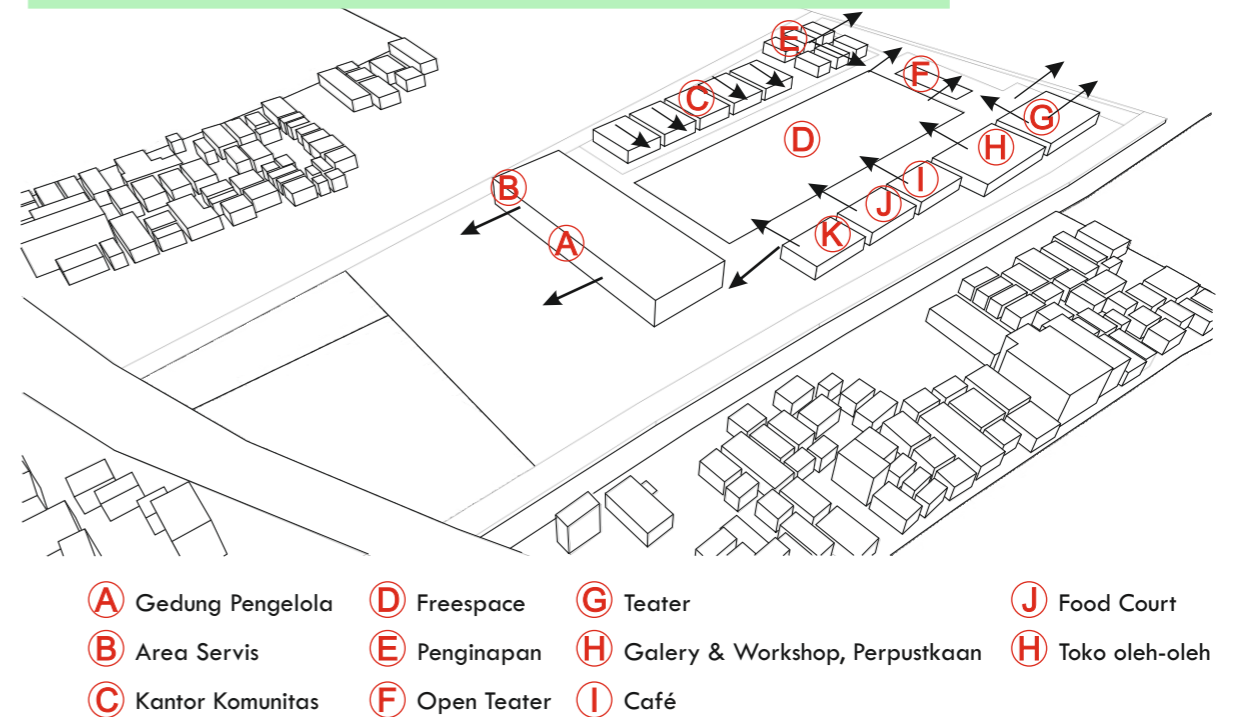 E
F
C
G
D
H
B
I
J
K
A
A Gedung Pengelola
D Freespace
G Teater
J Food Court
B Area Servis
E Penginapan
H Galery & Workshop, Perpustkaan
H Toko oleh-oleh
C Kantor Komunitas
F Open Teater
I Café